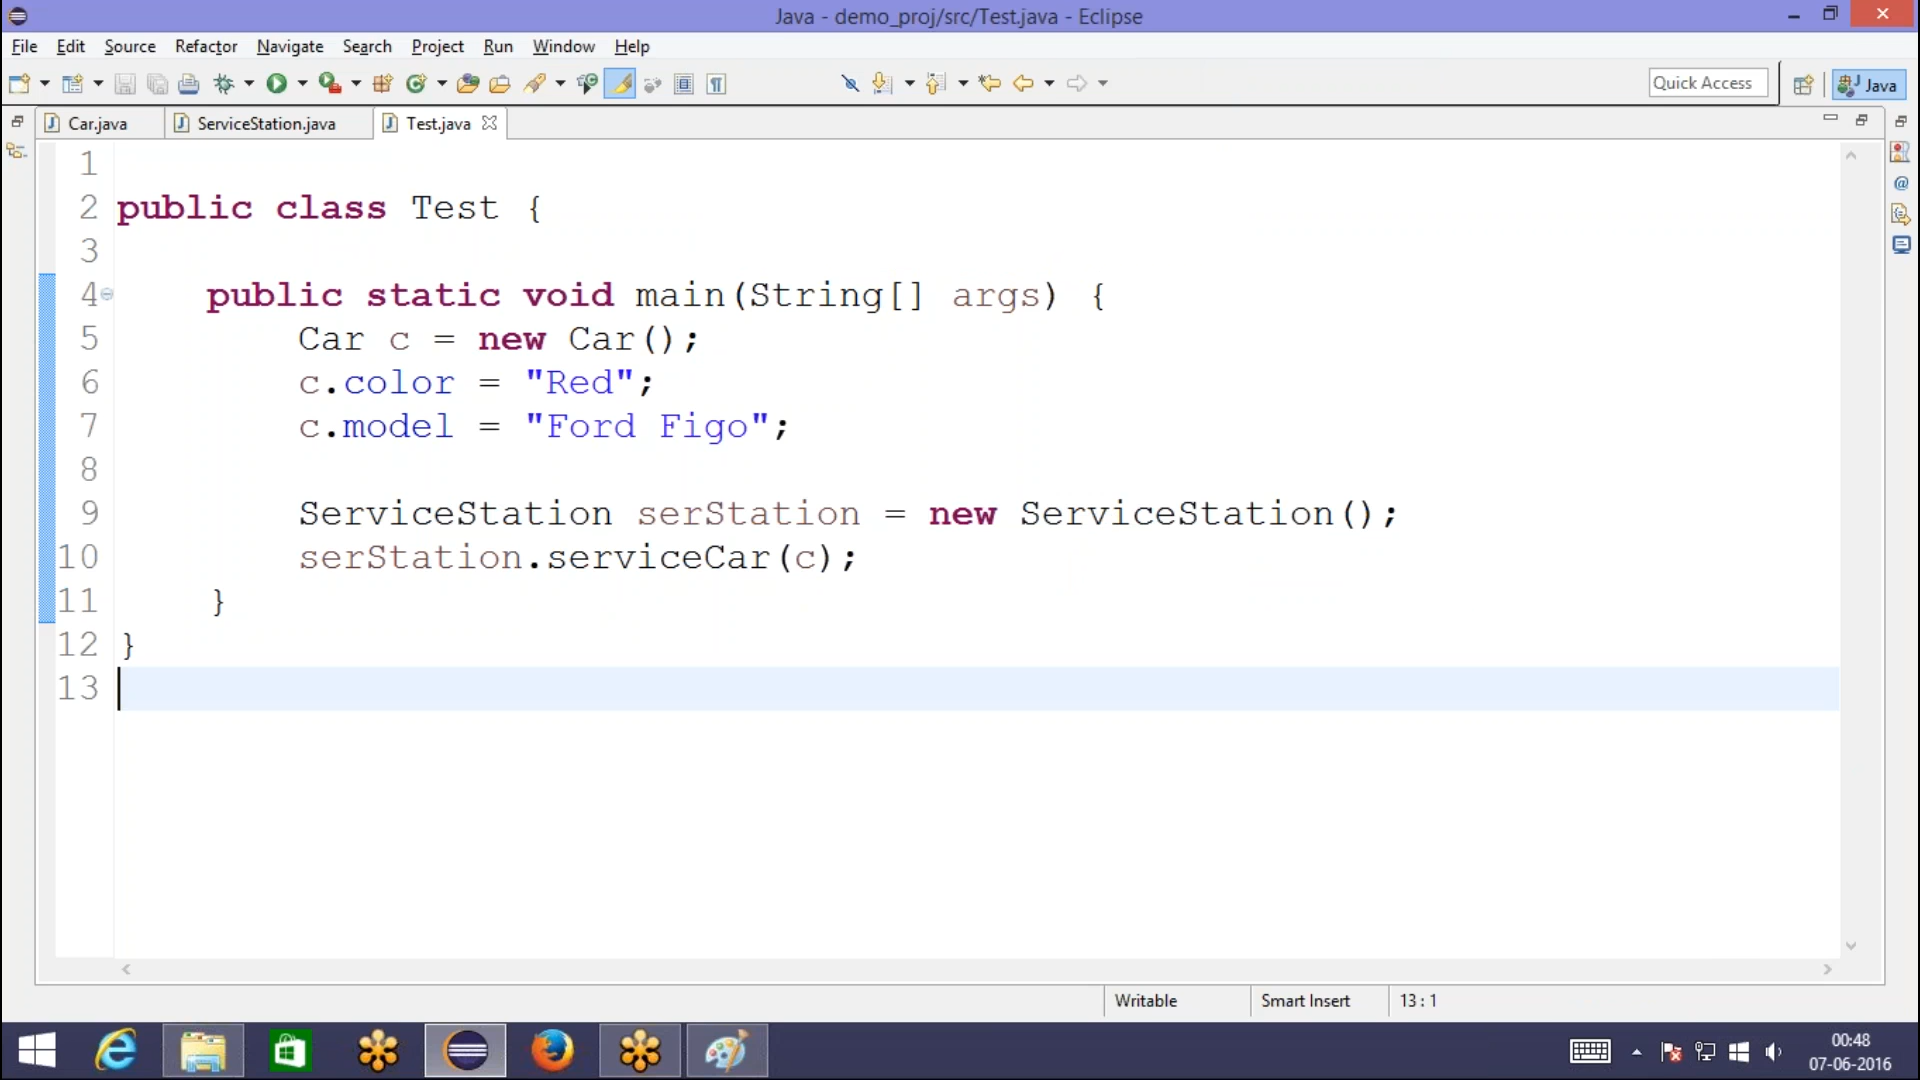 Java - demo_proj/src/Test.java - Eclipse
File Edit Source Refactor Navigate Search Project Run Window Help
Quick Access Java
Car.java ServiceStation.java Test.java
1
2 public class Test {
3
4 public static void main(String[] args) {
5 Car c = new Car();
6 c.color = "Red";
7 c.model = "Ford Figo";
8
9 ServiceStation serStation = new ServiceStation();
10 serStation.serviceCar(c);
11 }
12 }
13
Writable Smart Insert 13 : 1
00:48
07-06-2016